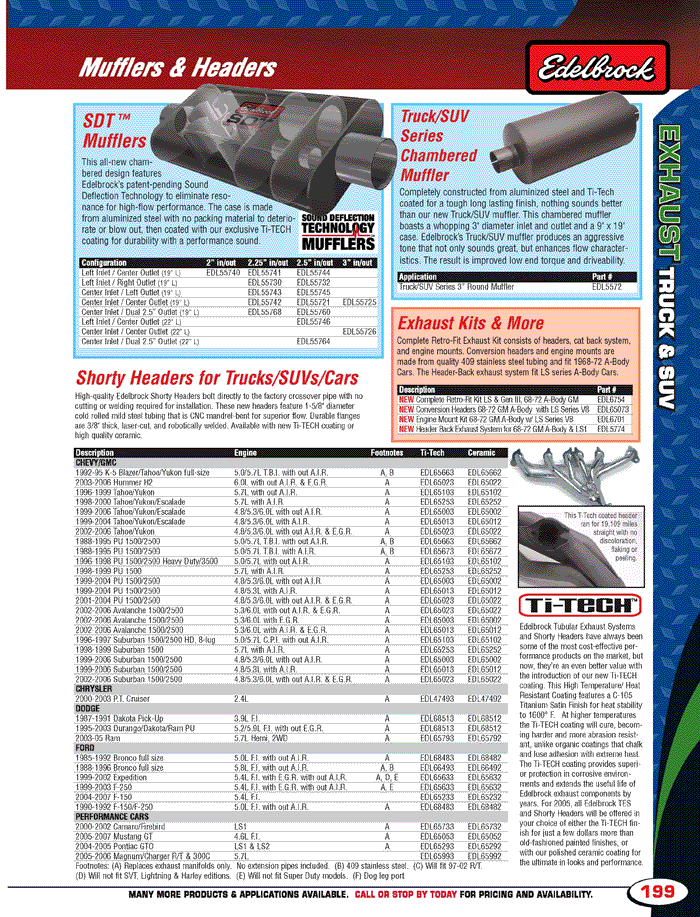 Mufflers & Headers
Edelbrock
EXHAUST TRUCK & SUV
SDT™
Mufflers
This all-new cham-
bered design features
Edelbrock's patent-pending Sound
Deflection Technology to eliminate reso-
nance for high-flow performance. The case is made
from aluminized steel with no packing material to deterio-
rate or blow out, then coated with our exclusive Ti-TECH
coating for durability with a performance sound.
SOUND DEFLECTION
TECHNOLOGY
MUFFLERS
Configuration 2" in/out 2.25" in/out 2.5" in/out 3" in/out
Left Inlet / Center Outlet (19" L) EDL55740 EDL55741 EDL55744
Left Inlet / Right Outlet (19" L) EDL55730 EDL55732
Center Inlet / Left Outlet (19" L) EDL55743 EDL55745
Center Inlet / Center Outlet (19" L) EDL55742 EDL55721 EDL55725
Center Inlet / Dual 2.5" Outlet (19" L) EDL55768 EDL55760
Left Inlet / Center Outlet (22" L) EDL55746
Center Inlet / Center Outlet (22" L) EDL55726
Center Inlet / Dual 2.5" Outlet (22" L) EDL55764
Truck/SUV
Series
Chambered
Muffler
Completely constructed from aluminized steel and Ti-Tech
coated for a tough long lasting finish, nothing sounds better
than our new Truck/SUV muffler. This chambered muffler
boasts a whopping 3" diameter inlet and outlet and a 9" x 19"
case. Edelbrock's Truck/SUV muffler produces an aggressive
tone that not only sounds great, but enhances flow character-
istics. The result is improved low end torque and driveability.
Application Part #
Truck/SUV Series 3" Round Muffler EDL5572
Exhaust Kits & More
Complete Retro-Fit Exhaust Kit consists of headers, cat back system,
and engine mounts. Conversion headers and engine mounts are
made from quality 409 stainless steel tubing and fit 1968-72 A-Body
Cars. The Header-Back exhaust system fit LS series A-Body Cars.
Description Part #
NEW Complete Retro-Fit Kit LS & Gen III, 68-72 A-Body GM EDL6754
NEW Conversion Headers 68-72 GM A-Body with LS Series V8 EDL65073
NEW Engine Mount Kit 68-72 GM A-Body w/ LS Series V8 EDL6701
NEW Header Back Exhaust System for 68-72 GM A-Body & LS1 EDL5774
Shorty Headers for Trucks/SUVs/Cars
High-quality Edelbrock Shorty Headers bolt directly to the factory crossover pipe with no
cutting or welding required for installation. These new headers feature 1-5/8" diameter
cold rolled mild steel tubing that is CNC mandrel-bent for superior flow. Durable flanges
are 3/8" thick, laser-cut, and robotically welded. Available with new Ti-TECH coating or
high quality ceramic.
Description Engine Footnotes Ti-Tech Ceramic
CHEVY/GMC
1992-95 K-5 Blazer/Tahoe/Yukon full-size 5.0/5.7L T.B.I. with out A.I.R. A, B EDL65663 EDL65662
2003-2006 Hummer H2 6.0L with out A.I.R. & E.G.R. A EDL65023 EDL65022
1996-1999 Tahoe/Yukon 5.7L with out A.I.R. A EDL65103 EDL65102
1998-2000 Tahoe/Yukon/Escalade 5.7L with A.I.R. A EDL65253 EDL65252
1999-2006 Tahoe/Yukon/Escalade 4.8/5.3/6.0L with out A.I.R. A EDL65003 EDL65002
1999-2004 Tahoe/Yukon/Escalade 4.8/5.3/6.0L with A.I.R. A EDL65013 EDL65012
2002-2006 Tahoe/Yukon 4.8/5.3/6.0L with out A.I.R. & E.G.R. A EDL65023 EDL65022
1988-1995 PU 1500/2500 5.0/5.7L T.B.I. with out A.I.R. A, B EDL65663 EDL65662
1988-1995 PU 1500/2500 5.0/5.7L T.B.I. with A.I.R. A, B EDL65673 EDL65672
1996-1998 PU 1500/2500 Heavy Duty/3500 5.0/5.7L with out A.I.R. A EDL65103 EDL65102
1998-1999 PU 1500 5.7L with A.I.R. A EDL65253 EDL65252
1999-2004 PU 1500/2500 4.8/5.3/6.0L with out A.I.R. A EDL65003 EDL65002
1999-2004 PU 1500/2500 4.8/5.3L with A.I.R. A EDL65013 EDL65012
2001-2004 PU 1500/2500 4.8/5.3/6.0L with out A.I.R. & E.G.R. A EDL65023 EDL65022
2002-2006 Avalanche 1500/2500 5.3/6.0L with out A.I.R. & E.G.R. A EDL65023 EDL65022
2002-2006 Avalanche 1500/2500 5.3/6.0L with E.G.R. A EDL65003 EDL65002
2002-2006 Avalanche 1500/2500 5.3/6.0L with A.I.R. & E.G.R. A EDL65013 EDL65012
1996-1997 Suburban 1500/2500 HD, 8-lug 5.0/5.7L C.P.I. with out A.I.R. A EDL65103 EDL65102
1998-1999 Suburban 1500 5.7L with A.I.R. A EDL65253 EDL65252
1999-2006 Suburban 1500/2500 4.8/5.3/6.0L with out A.I.R. A EDL65003 EDL65002
1999-2006 Suburban 1500/2500 4.8/5.3L with A.I.R. A EDL65013 EDL65012
2002-2006 Suburban 1500/2500 4.8/5.3/6.0L with out A.I.R. & E.G.R. A EDL65023 EDL65022
CHRYSLER
2000-2003 P.T. Cruiser 2.4L A EDL47493 EDL47492
DODGE
1987-1991 Dakota Pick-Up 3.9L F.I. A EDL68513 EDL68512
1995-2003 Durango/Dakota/Ram PU 5.2/5.9L F.I. with out E.G.R. A EDL68513 EDL68512
2003-05 Ram 5.7L Hemi, 2WD A EDL65793 EDL65792
FORD
1985-1992 Bronco full size 5.0L F.I. with out A.I.R. A EDL68483 EDL68482
1988-1996 Bronco full size 5.8L F.I. with out A.I.R. A, B EDL66493 EDL66492
1999-2002 Expedition 5.4L F.I. with E.G.R. with out A.I.R. A, D, E EDL65633 EDL65632
1999-2003 F-250 5.4L F.I. with E.G.R. with out A.I.R. A, E EDL65633 EDL65632
2004-2007 F-150 5.4L F.I. A EDL65233 EDL65232
1990-1992 F-150/F-250 5.0L F.I. with out A.I.R. A EDL68483 EDL68482
PERFORMANCE CARS
2000-2002 Camaro/Firebird LS1 A EDL65733 EDL65732
2005-2007 Mustang GT 4.6L F.I. A EDL65053 EDL65052
2004-2005 Pontiac GTO LS1 & LS2 A EDL65293 EDL65292
2005-2006 Magnum/Charger R/T & 300C 5.7L EDL65993 EDL65992
Footnotes: (A) Replaces exhaust manifolds only. No extension pipes included. (B) 409 stainless steel. (C) Will fit 97-02 R/T.
(D) Will not fit SVT, Lightning & Harley editions. (E) Will not fit Super Duty models. (F) Dog leg port
This Ti-Tech coated header
ran for 19,109 miles
straight with no
discoloration,
flaking or
peeling.
Ti-TECH™
Edelbrock Tubular Exhaust Systems
and Shorty Headers have always been
some of the most cost-effective per-
formance products on the market, but
now, they're an even better value with
the introduction of our new Ti-TECH
coating. This High Temperature/ Heat
Resistant Coating features a C-105
Titanium Satin Finish for heat stability
to 1600° F. At higher temperatures
the Ti-TECH coating will cure, becom-
ing harder and more abrasion resist-
ant, unlike organic coatings that chalk
and lose adhesion with extreme heat.
The Ti-TECH coating provides superi-
or protection in corrosive environ-
ments and extends the useful life of
Edelbrock exhaust components by
years. For 2005, all Edelbrock TES
and Shorty Headers will be offered in
your choice of either the Ti-TECH fin-
ish for just a few dollars more than
old-fashioned painted finishes, or
with our polished ceramic coating for
the ultimate in looks and performance.
MANY MORE PRODUCTS & APPLICATIONS AVAILABLE. CALL OR STOP BY TODAY FOR PRICING AND AVAILABILITY.
199